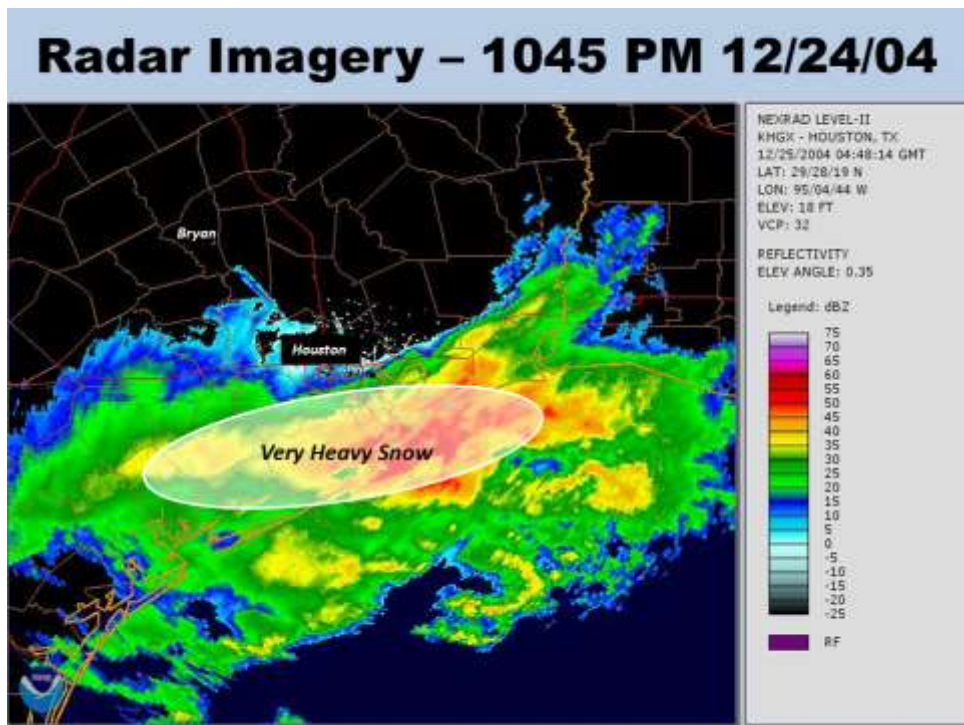 Radar Imagery – 1045 PM 12/24/04
NEXRAD LEVEL-II
KHGX - HOUSTON, TX
12/25/2004 04:48:14 GMT
LAT: 29/28/19 N
LON: 95/04/44 W
ELEV: 18 FT
VCP: 32
REFLECTIVITY
ELEV ANGLE: 0.35
Legend: dBZ
75
70
65
60
55
50
45
40
35
30
25
20
15
10
5
0
-5
-10
-15
-20
-25
RF
Bryan
Houston
Very Heavy Snow